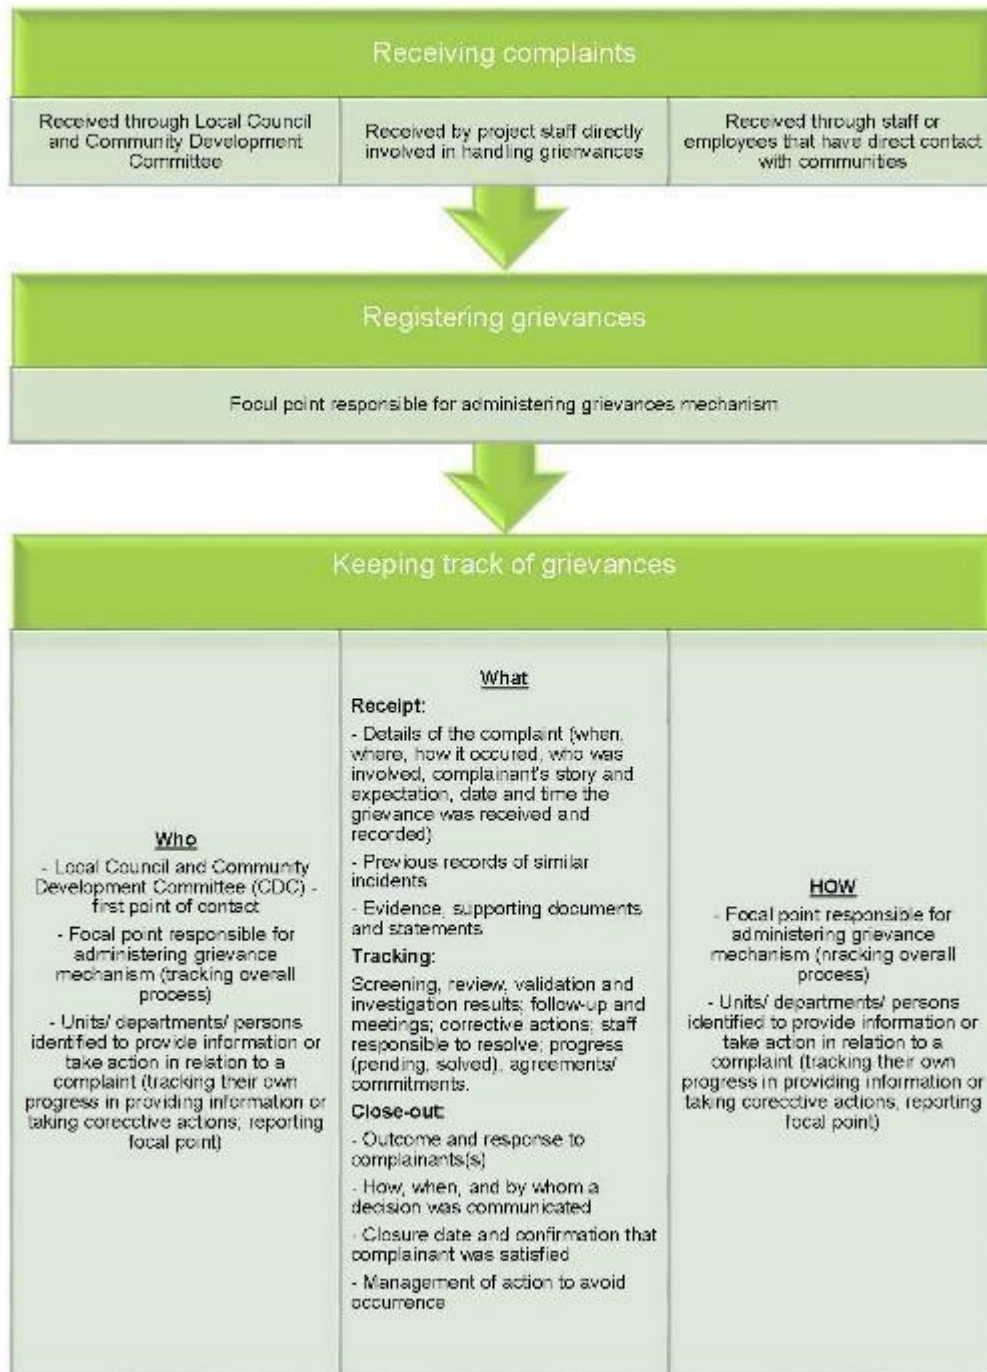 Receiving complaints
Received through Local Council
and Community Development
Committee
Received by project staff directly
involved in handling grienvances
Received through staff or
employees that have direct contact
with communities
Registering grievances
Focul point responsible for administering grievances mechanism
Keeping track of grievances
Who
- Local Council and Community
Development Committee (CDC) -
first point of contact
- Focal point responsible for
administering grievance
mechanism (tracking overall
process)
- Units/ departments/ persons
identified to provide information or
take action in relation to a
complaint (tracking their own
progress in providing information or
taking corecctive actions; reporting
focal point)
What
Receipt:
- Details of the complaint (when,
where, how it occured, who was
involved, complainant's story and
expectation, date and time the
grievance was received and
recorded)
- Previous records of similar
incidents
- Evidence, supporting documents
and statements
Tracking:
Screening, review, validation and
investigation results; follow-up and
meetings; corrective actions; staff
responsible to resolve; progress
(pending, solved), agreements/
commitments.
Close-out:
- Outcome and response to
complainants(s)
- How, when, and by whom a
decision was communicated
- Closure date and confirmation that
complainant was satisfied
- Management of action to avoid
occurrence
HOW
- Focal point responsible for
administering grievance
mechanism (nracking overall
process)
- Units/ departments/ persons
identified to provide information or
take action in relation to a
complaint (tracking their own
progress in providing information or
taking corecctive actions, reporting
focal point)